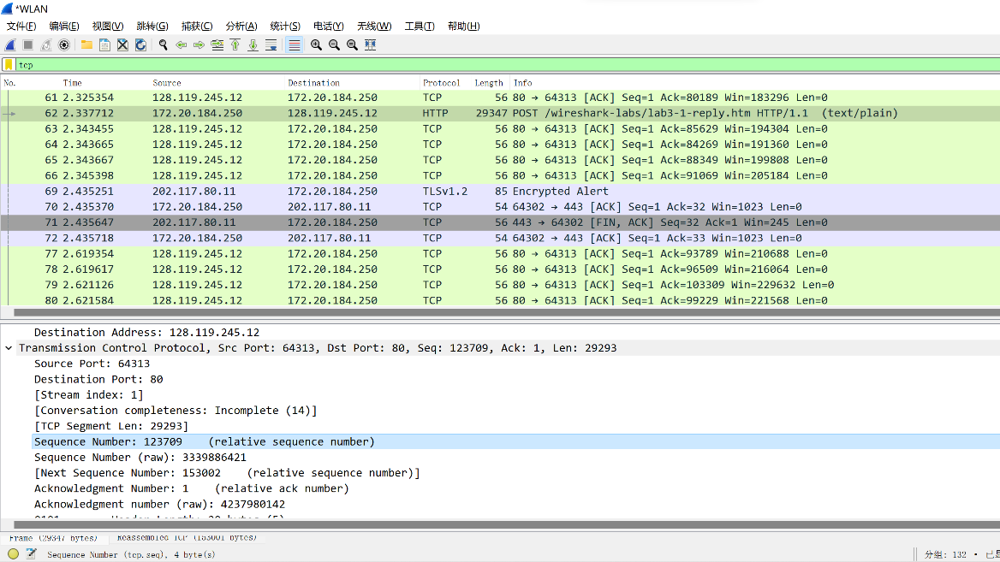 *WLAN
文件(F) 编辑(E) 视图(V) 跳转(G) 捕获(C) 分析(A) 统计(S) 电话(Y) 无线(W) 工具(T) 帮助(H)
tcp
No. Time Source Destination Protocol Length Info
61 2.325354 128.119.245.12 172.20.184.250 TCP 56 80 → 64313 [ACK] Seq=1 Ack=80189 Win=183296 Len=0
62 2.337712 172.20.184.250 128.119.245.12 HTTP 29347 POST /wireshark-labs/lab3-1-reply.htm HTTP/1.1 (text/plain)
63 2.343455 128.119.245.12 172.20.184.250 TCP 56 80 → 64313 [ACK] Seq=1 Ack=85629 Win=194304 Len=0
64 2.343665 128.119.245.12 172.20.184.250 TCP 56 80 → 64313 [ACK] Seq=1 Ack=84269 Win=191360 Len=0
65 2.343667 128.119.245.12 172.20.184.250 TCP 56 80 → 64313 [ACK] Seq=1 Ack=88349 Win=199808 Len=0
66 2.345398 128.119.245.12 172.20.184.250 TCP 56 80 → 64313 [ACK] Seq=1 Ack=91069 Win=205184 Len=0
69 2.435251 202.117.80.11 172.20.184.250 TLSv1.2 85 Encrypted Alert
70 2.435370 172.20.184.250 202.117.80.11 TCP 54 64302 → 443 [ACK] Seq=1 Ack=32 Win=1023 Len=0
71 2.435647 202.117.80.11 172.20.184.250 TCP 56 443 → 64302 [FIN, ACK] Seq=32 Ack=1 Win=245 Len=0
72 2.435718 172.20.184.250 202.117.80.11 TCP 54 64302 → 443 [ACK] Seq=1 Ack=33 Win=1023 Len=0
77 2.619354 128.119.245.12 172.20.184.250 TCP 56 80 → 64313 [ACK] Seq=1 Ack=93789 Win=210688 Len=0
78 2.619617 128.119.245.12 172.20.184.250 TCP 56 80 → 64313 [ACK] Seq=1 Ack=96509 Win=216064 Len=0
79 2.621126 128.119.245.12 172.20.184.250 TCP 56 80 → 64313 [ACK] Seq=1 Ack=103309 Win=229632 Len=0
80 2.621584 128.119.245.12 172.20.184.250 TCP 56 80 → 64313 [ACK] Seq=1 Ack=99229 Win=221568 Len=0
Destination Address: 128.119.245.12
Transmission Control Protocol, Src Port: 64313, Dst Port: 80, Seq: 123709, Ack: 1, Len: 29293
Source Port: 64313
Destination Port: 80
[Stream index: 1]
[Conversation completeness: Incomplete (14)]
[TCP Segment Len: 29293]
Sequence Number: 123709 (relative sequence number)
Sequence Number (raw): 3339886421
[Next Sequence Number: 153002 (relative sequence number)]
Acknowledgment Number: 1 (relative ack number)
Acknowledgment number (raw): 4237980142
0101 .... = Header Length: 20 bytes (5)
Frame (29347 bytes) Reassembled TCP (153001 bytes)
Sequence Number (tcp.seq), 4 byte(s) 分组: 132 · 已